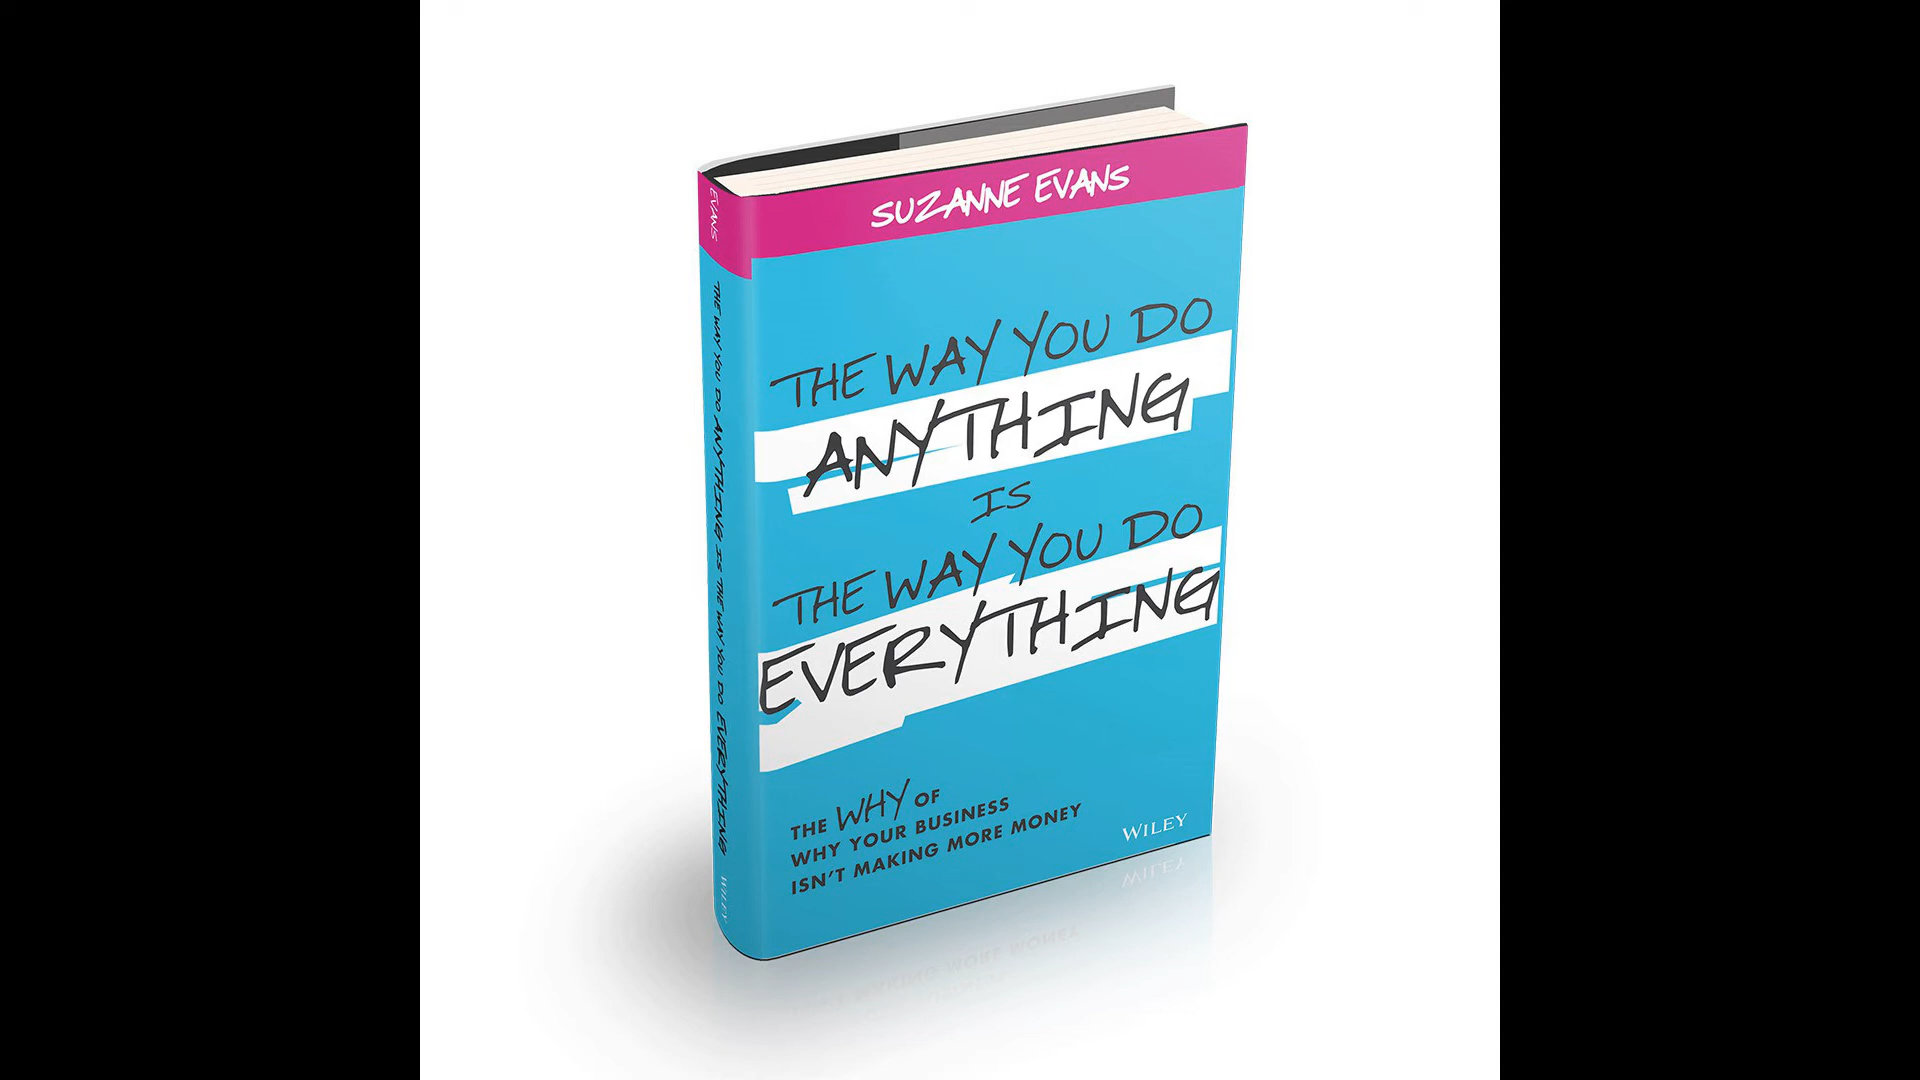 SUZANNE EVANS
THE WAY YOU DO
ANYTHING
IS
THE WAY YOU DO
EVERYTHING
THE WHY OF
WHY YOUR BUSINESS
ISN'T MAKING MORE MONEY
WILEY
EVANS
THE WAY YOU DO ANYTHING IS THE WAY YOU DO EVERYTHING
WILEY